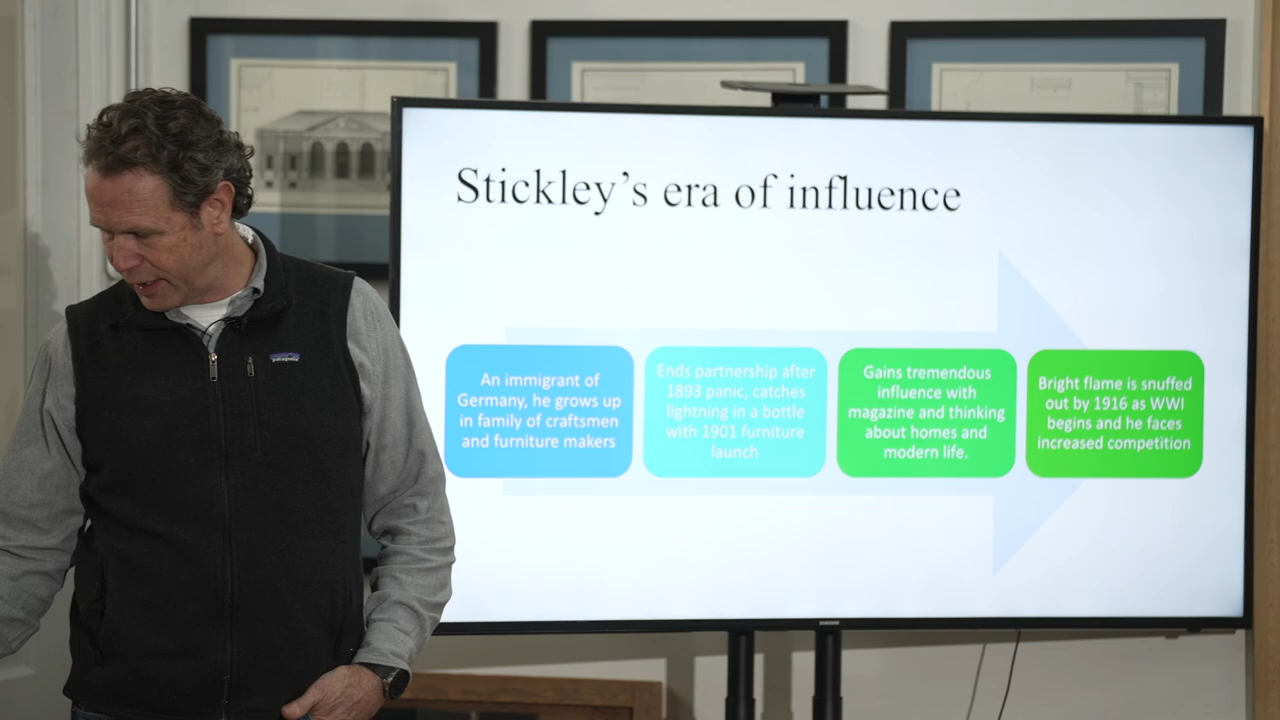 Stickley’s era of influence
An immigrant of
Germany, he grows up
in family of craftsmen
and furniture makers
Ends partnership after
1893 panic, catches
lightning in a bottle
with 1901 furniture
launch
Gains tremendous
influence with
magazine and thinking
about homes and
modern life.
Bright flame is snuffed
out by 1916 as WWI
begins and he faces
increased competition
patagonia
SAMSUNG